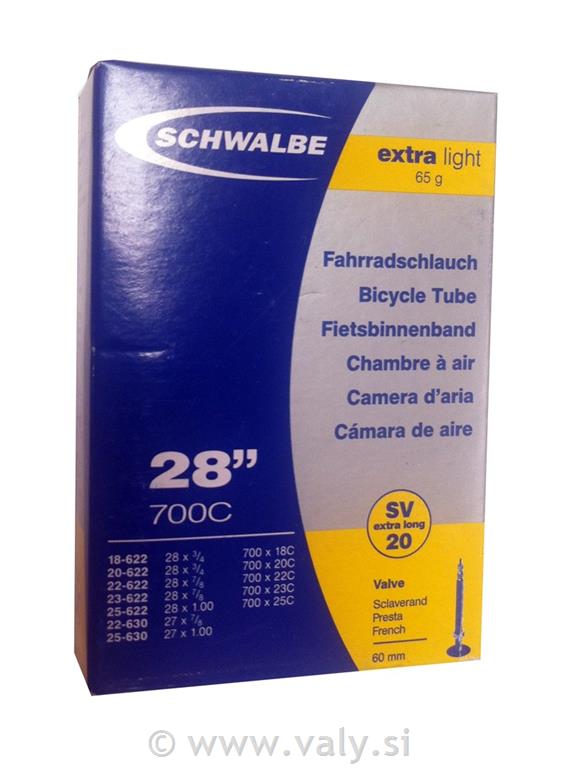 SCHWALBE
extra light
65 g
Fahrradschlauch
Bicycle Tube
Fietsbinnenband
Chambre à air
Camera d'aria
Cámara de aire
28”
700C
18-622 28 x 3/4 700 x 18C
20-622 28 x 3/4 700 x 20C
22-622 28 x 7/8 700 x 22C
23-622 28 x 7/8 700 x 23C
25-622 28 x 1.00 700 x 25C
22-630 27 x 7/8
25-630 27 x 1.00
SV
extra long
20
Valve
Sclaverand
Presta
French
60 mm
© www.valy.si